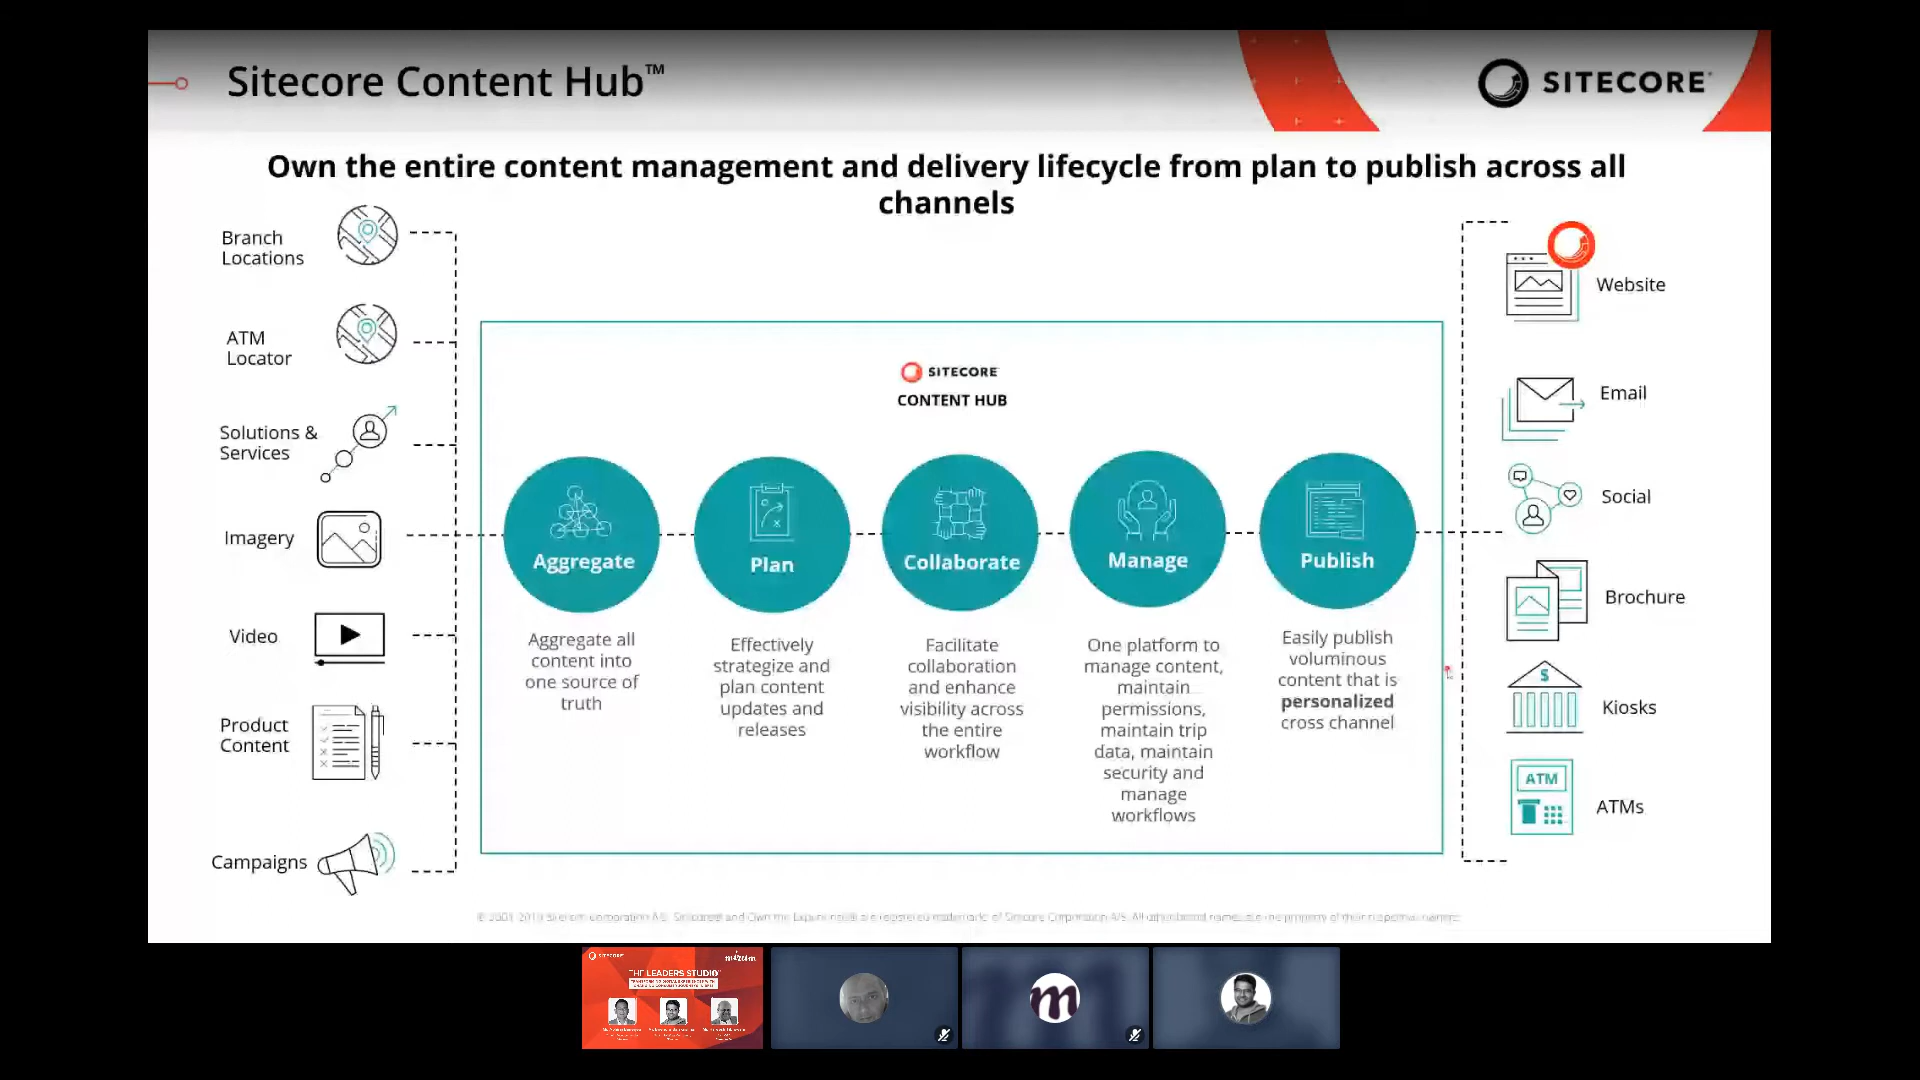 Sitecore Content Hub™
SITECORE
Own the entire content management and delivery lifecycle from plan to publish across all
channels
Branch
Locations
ATM
Locator
Solutions &
Services
Imagery
Video
Product
Content
Campaigns
SITECORE
CONTENT HUB
Aggregate
Aggregate all
content into
one source of
truth
Plan
Effectively
strategize and
plan content
updates and
releases
Collaborate
Facilitate
collaboration
and enhance
visibility across
the entire
workflow
Manage
One platform to
manage content,
maintain
permissions,
maintain trip
data, maintain
security and
manage
workflows
Publish
Easily publish
voluminous
content that is
personalized
cross channel
Website
Email
Social
Brochure
$
Kiosks
ATM
ATMs
SITECORE
THE LEADERS STUDIO
m